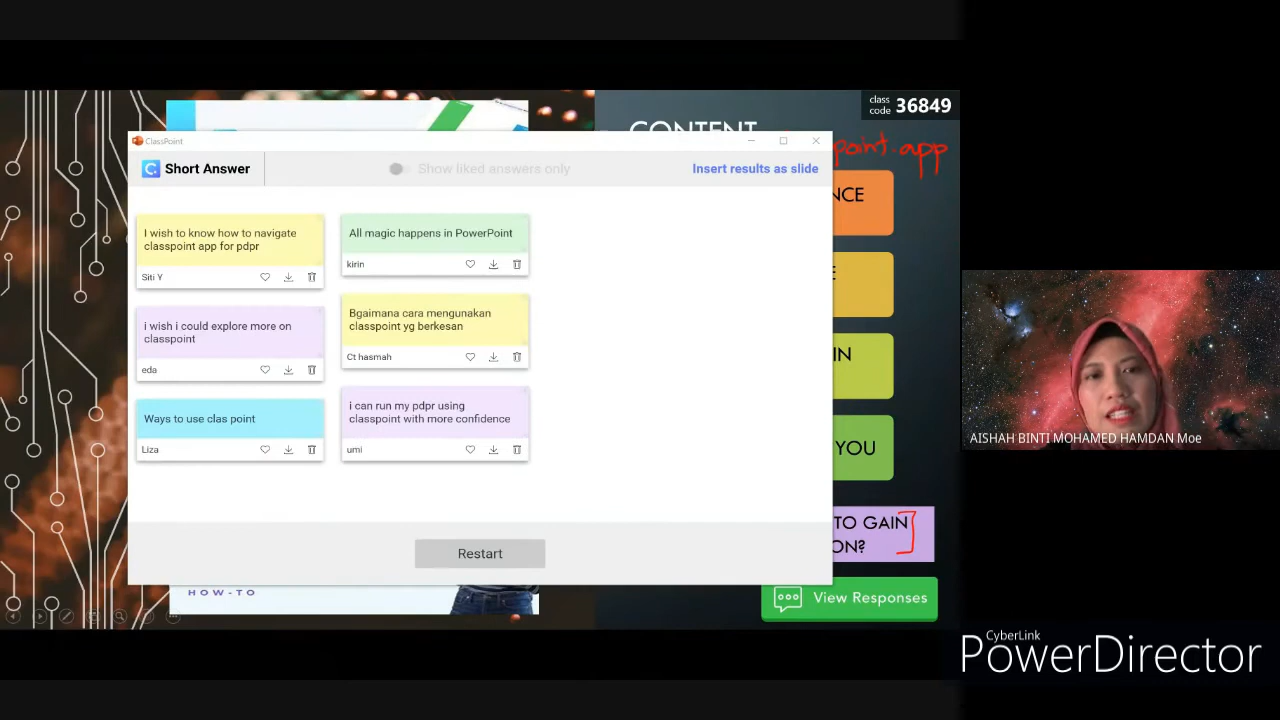 class
code 36849
CONTENT
point.app
ClassPoint
Short Answer
Show liked answers only
Insert results as slide
I wish to know how to navigate
classpoint app for pdpr
Siti Y
i wish i could explore more on
classpoint
eda
Ways to use clas point
Liza
All magic happens in PowerPoint
kirin
Bgaimana cara mengunakan
classpoint yg berkesan
Ct hasmah
i can run my pdpr using
classpoint with more confidence
umi
Restart
NCE
E
IN
YOU
TO GAIN
ON?
View Responses
HOW-TO
AISHAH BINTI MOHAMED HAMDAN Moe
CyberLink
PowerDirector